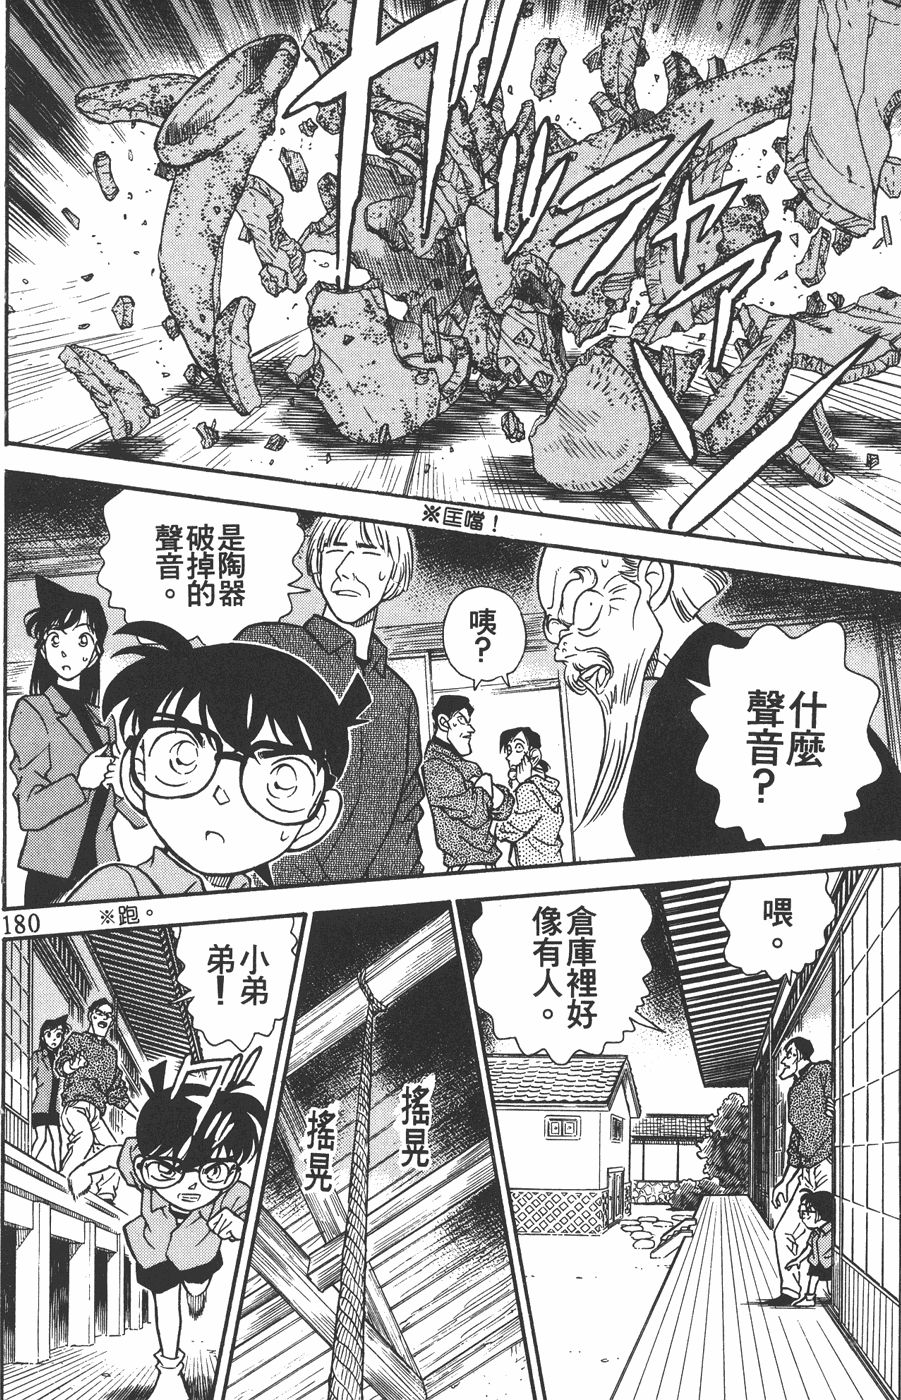 ガシャァン
※匡噹！
什麼
聲音？
咦？
是陶器
破掉的
聲音。
喂。
倉庫裡好
像有人。
搖晃
搖晃
小弟
弟！
ダッ
※跑。
180